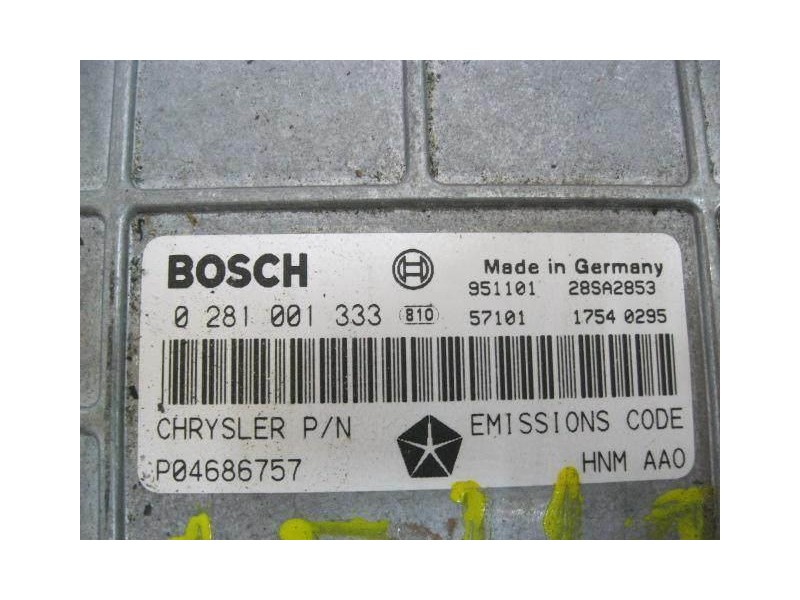 BOSCH Made in Germany
951101 28SA2853
0 281 001 333 810 57101 1754 0295
CHRYSLER P/N EMISSIONS CODE
P04686757 HNM AA0